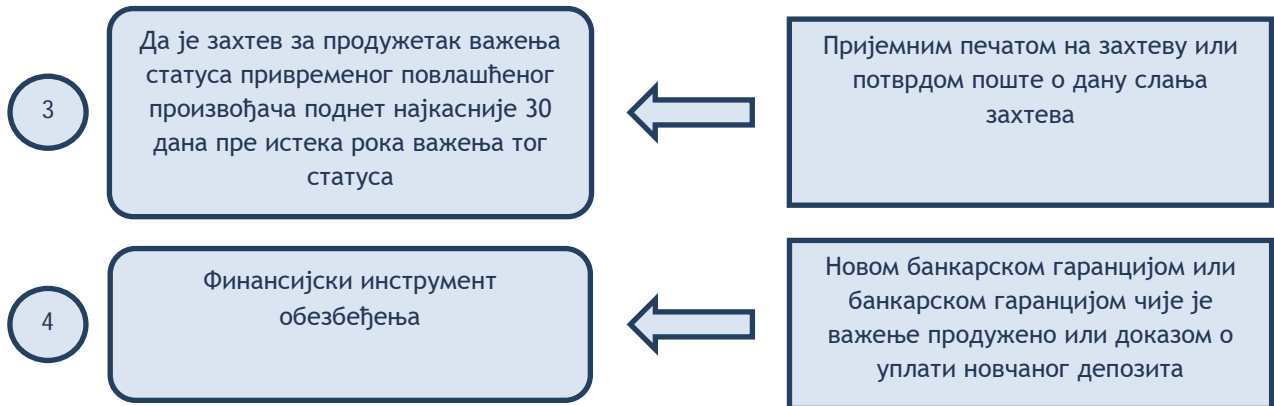 3
Да је захтев за продужетак важења
статуса привременог повлашћеног
произвођача поднет најкасније 30
дана пре истека рока важења тог
статуса
Пријемним печатом на захтеву или
потврдом поште о дану слања
захтева
4
Финансијски инструмент
обезбеђења
Новом банкарском гаранцијом или
банкарском гаранцијом чије је
важење продужено или доказом о
уплати новчаног депозита